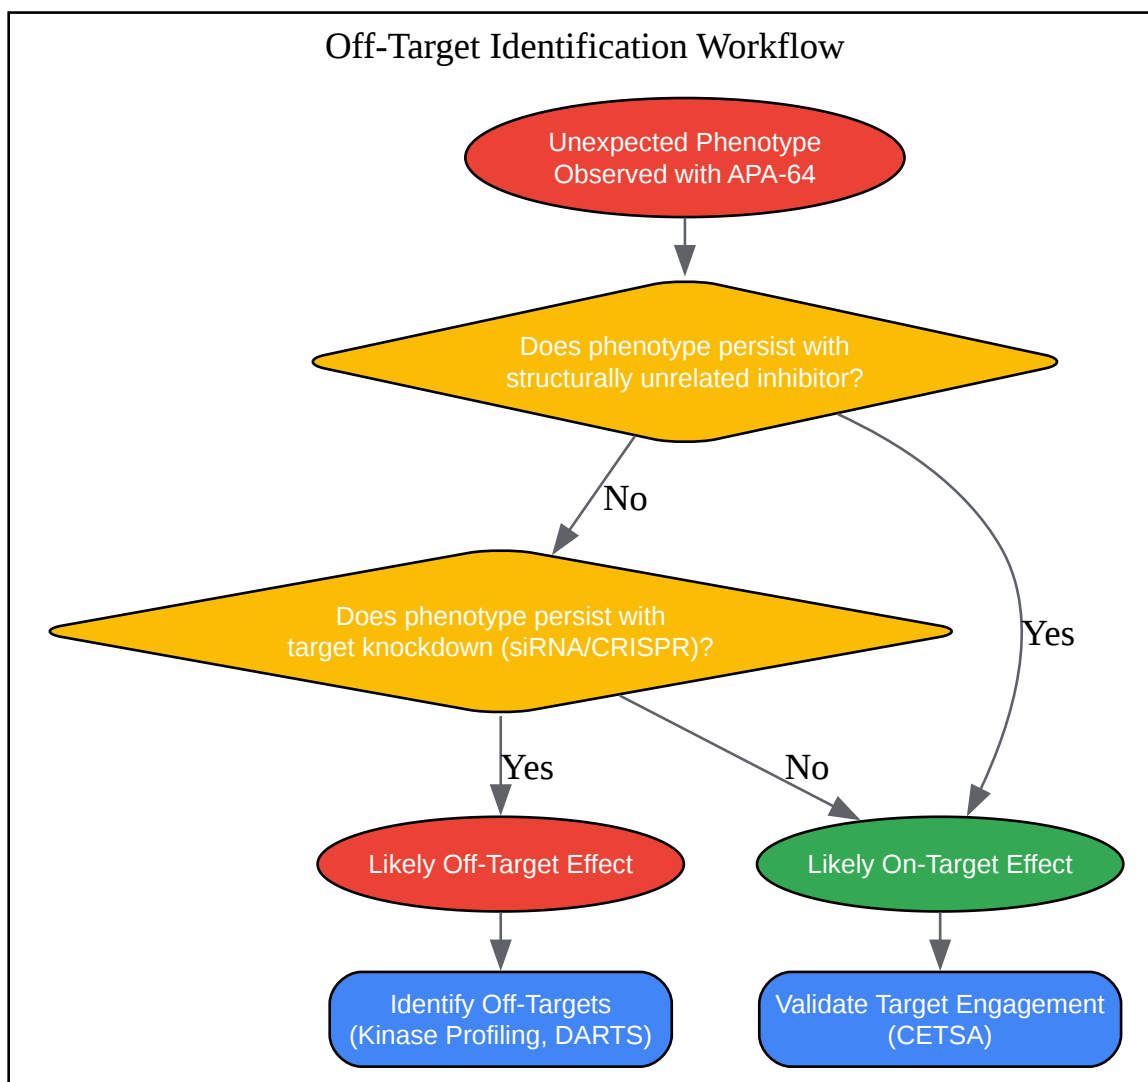 Off-Target Identification Workflow
Unexpected Phenotype
Observed with APA-64
Does phenotype persist with
structurally unrelated inhibitor?
No
Does phenotype persist with
target knockdown (siRNA/CRISPR)?
Yes
Yes
No
Likely Off-Target Effect
Likely On-Target Effect
Identify Off-Targets
(Kinase Profiling, DARTS)
Validate Target Engagement
(CETSA)